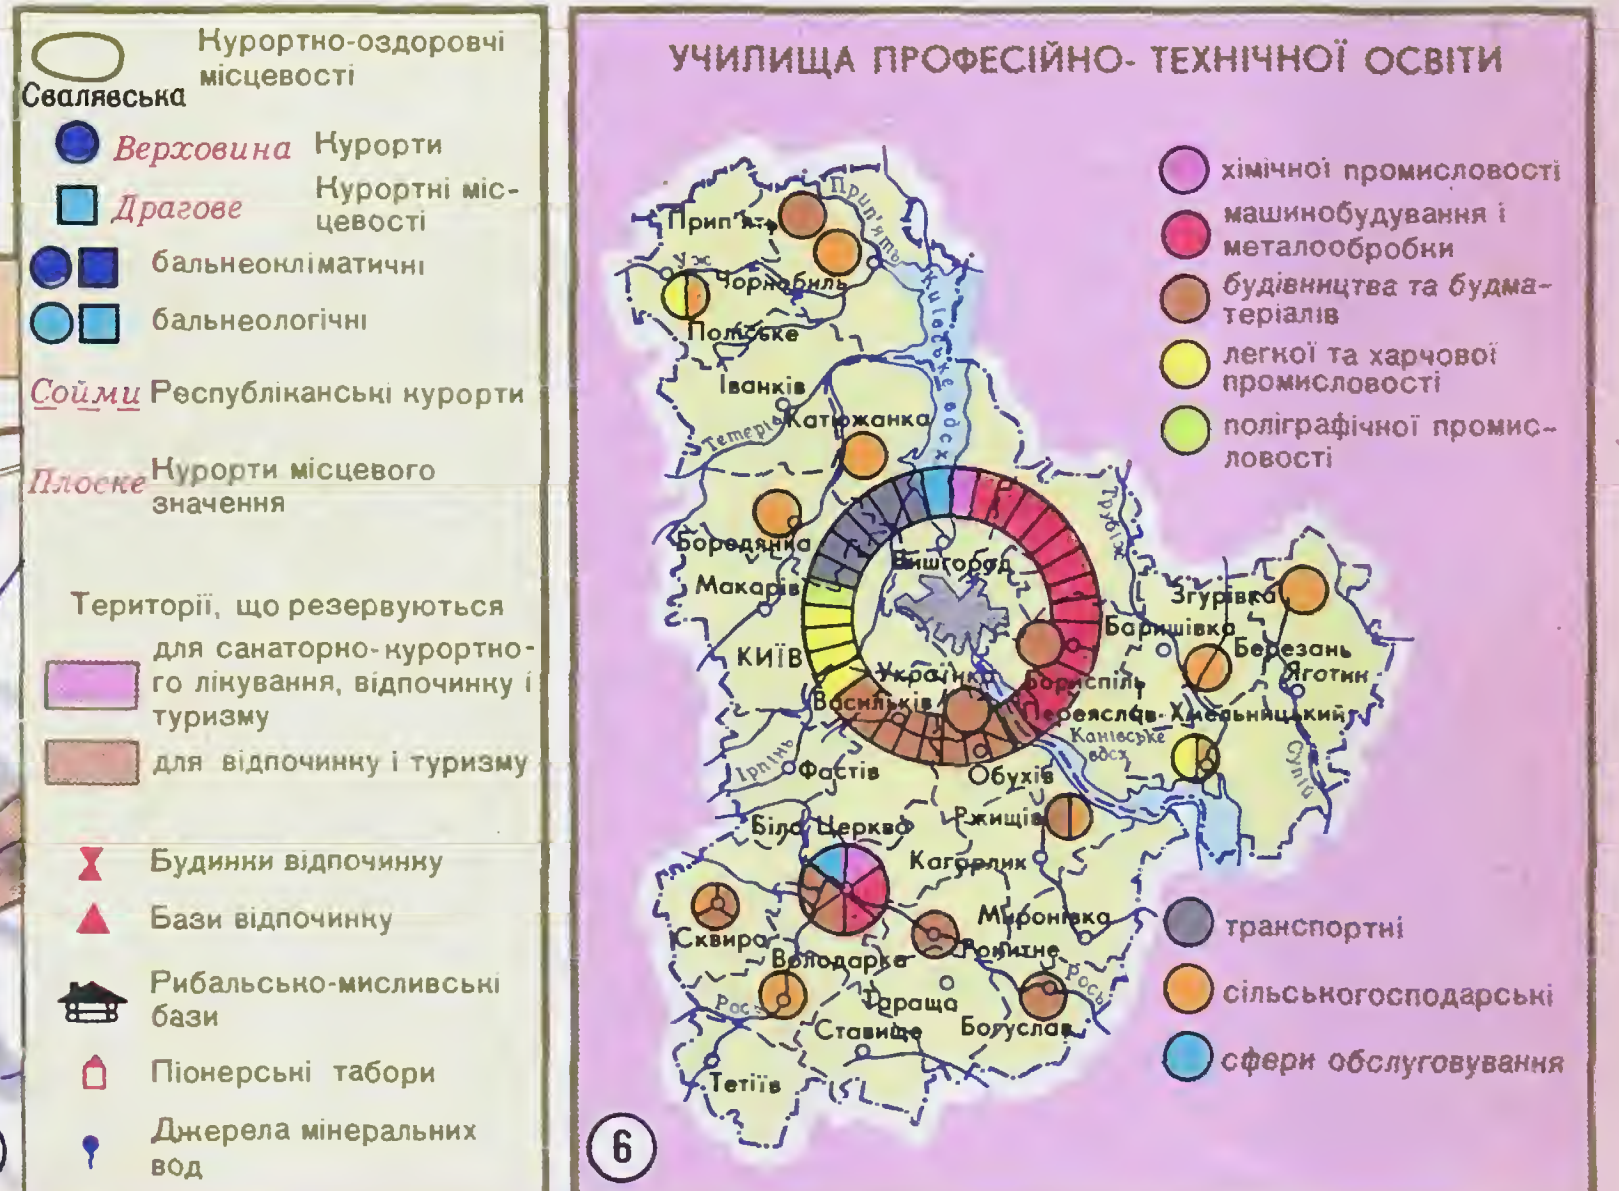 Курортно-оздоровчі
місцевості
Свалявська
Верховина Курорти
Драгове Курортні міс-
цевості
бальнеокліматичні
бальнеологічні
Сойми Республіканські курорти
Плоске Курорти місцевого
значення
Території, що резервуються
для санаторно-курортно-
го лікування, відпочинку і
туризму
для відпочинку і туризму
Будинки відпочинку
Бази відпочинку
Рибальсько-мисливські
бази
Піонерські табори
Джерела мінеральних
вод
УЧИЛИЩА ПРОФЕСІЙНО-ТЕХНІЧНОЇ ОСВІТИ
хімічної промисловості
машинобудування і
металообробки
будівництва та будма-
теріалів
легкої та харчової
промисловості
поліграфічної промис-
ловості
Прип'ять
Прип'ять
Уж
Чорнобиль
Київське вдсх
Поліське
Іванків
Катюжанка
Тетерів
Трубіж
Бородянка
Вишгород
Макарів
Згурівка
Баришівка
Березань
КИЇВ
Яготин
Українка
Бориспіль
Васильків
Переяслав-Хмельницький
Канівське
вдсх
Ірпінь
Фастів
Обухів
Супій
Біла Церква
Ржищів
Кагарлик
Миронівка
Сквира
Рокитне
Володарка
Тараща
Рось
Рось
Ставище
Богуслав
Тетіїв
транспортні
сільськогосподарські
сфери обслуговування
6